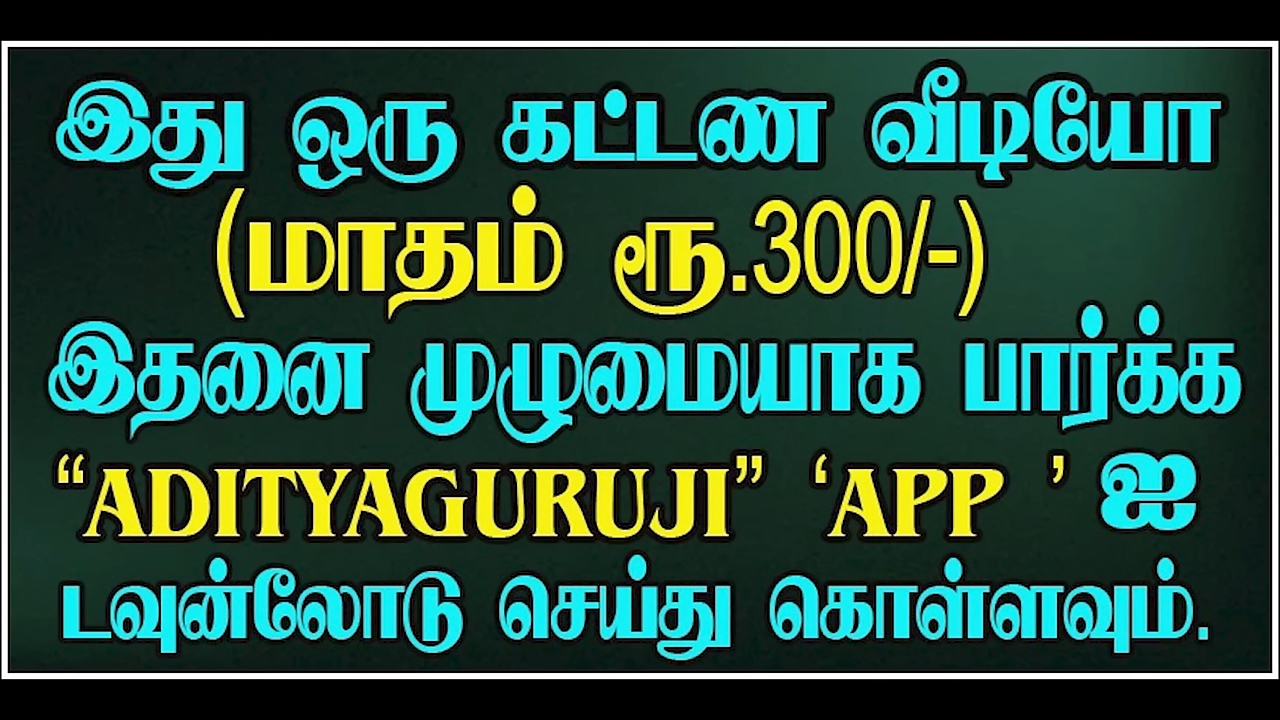 இது ஒரு கட்டண வீடியோ
(மாதம் ரூ.300/-)
இதனை முழுமையாக பார்க்க
“ADITYAGURUJI” ‘APP ’ ஐ
டவுன்லோடு செய்து கொள்ளவும்.